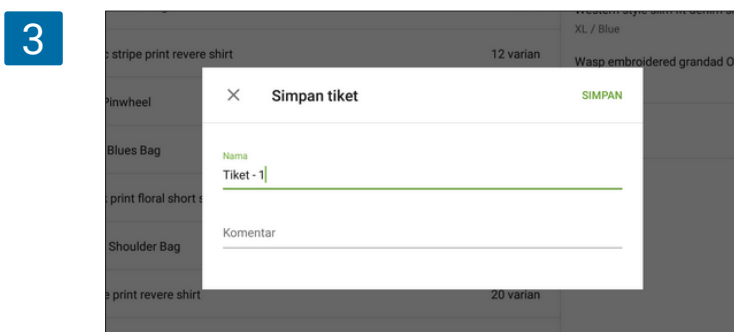 3
XL / Blue
stripe print revere shirt
12 varian
Wasp embroidered grandad
Simpan tiket
SIMPAN
Pinwheel
Nama
Blues Bag
Tiket - 1
print floral short
Komentar
Shoulder Bag
print revere shirt
20 varian